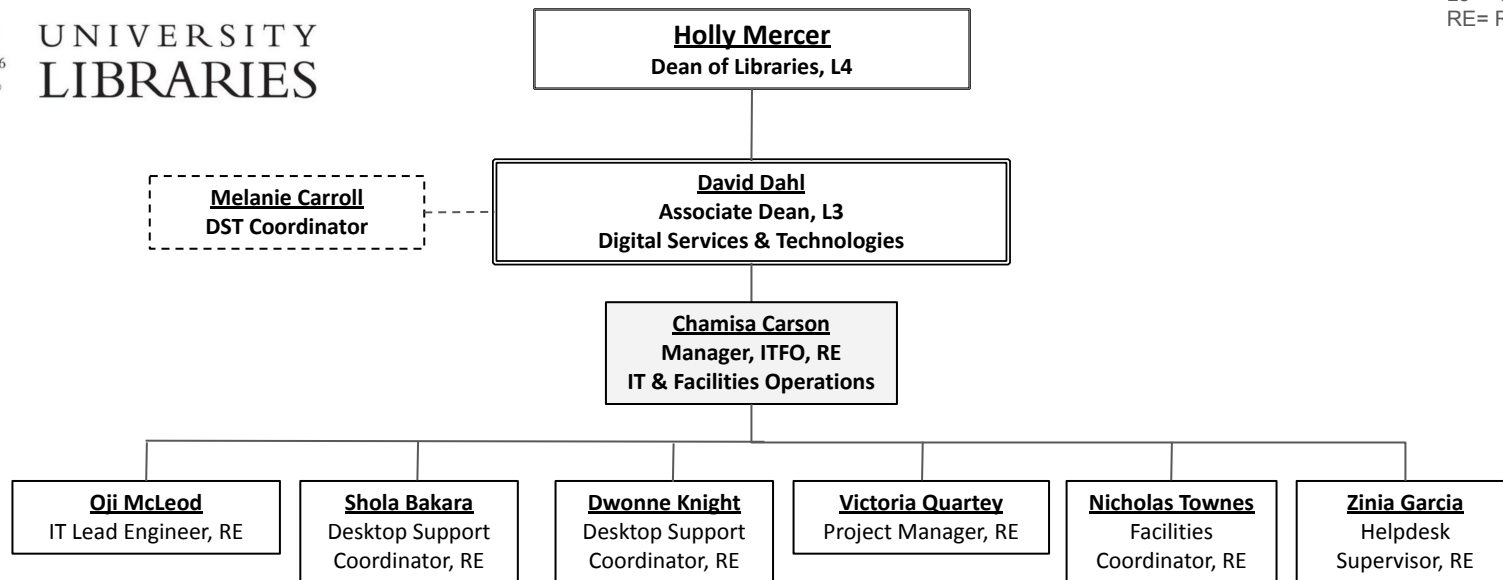 UNIVERSITY
LIBRARIES
RE=
Holly Mercer
Dean of Libraries, L4
Melanie Carroll
DST Coordinator
David Dahl
Associate Dean, L3
Digital Services & Technologies
Chamisa Carson
Manager, ITFO, RE
IT & Facilities Operations
Oji McLeod
IT Lead Engineer, RE
Shola Bakara
Desktop Support
Coordinator, RE
Dwonne Knight
Desktop Support
Coordinator, RE
Victoria Quartey
Project Manager, RE
Nicholas Townes
Facilities
Coordinator, RE
Zinia Garcia
Helpdesk
Supervisor, RE